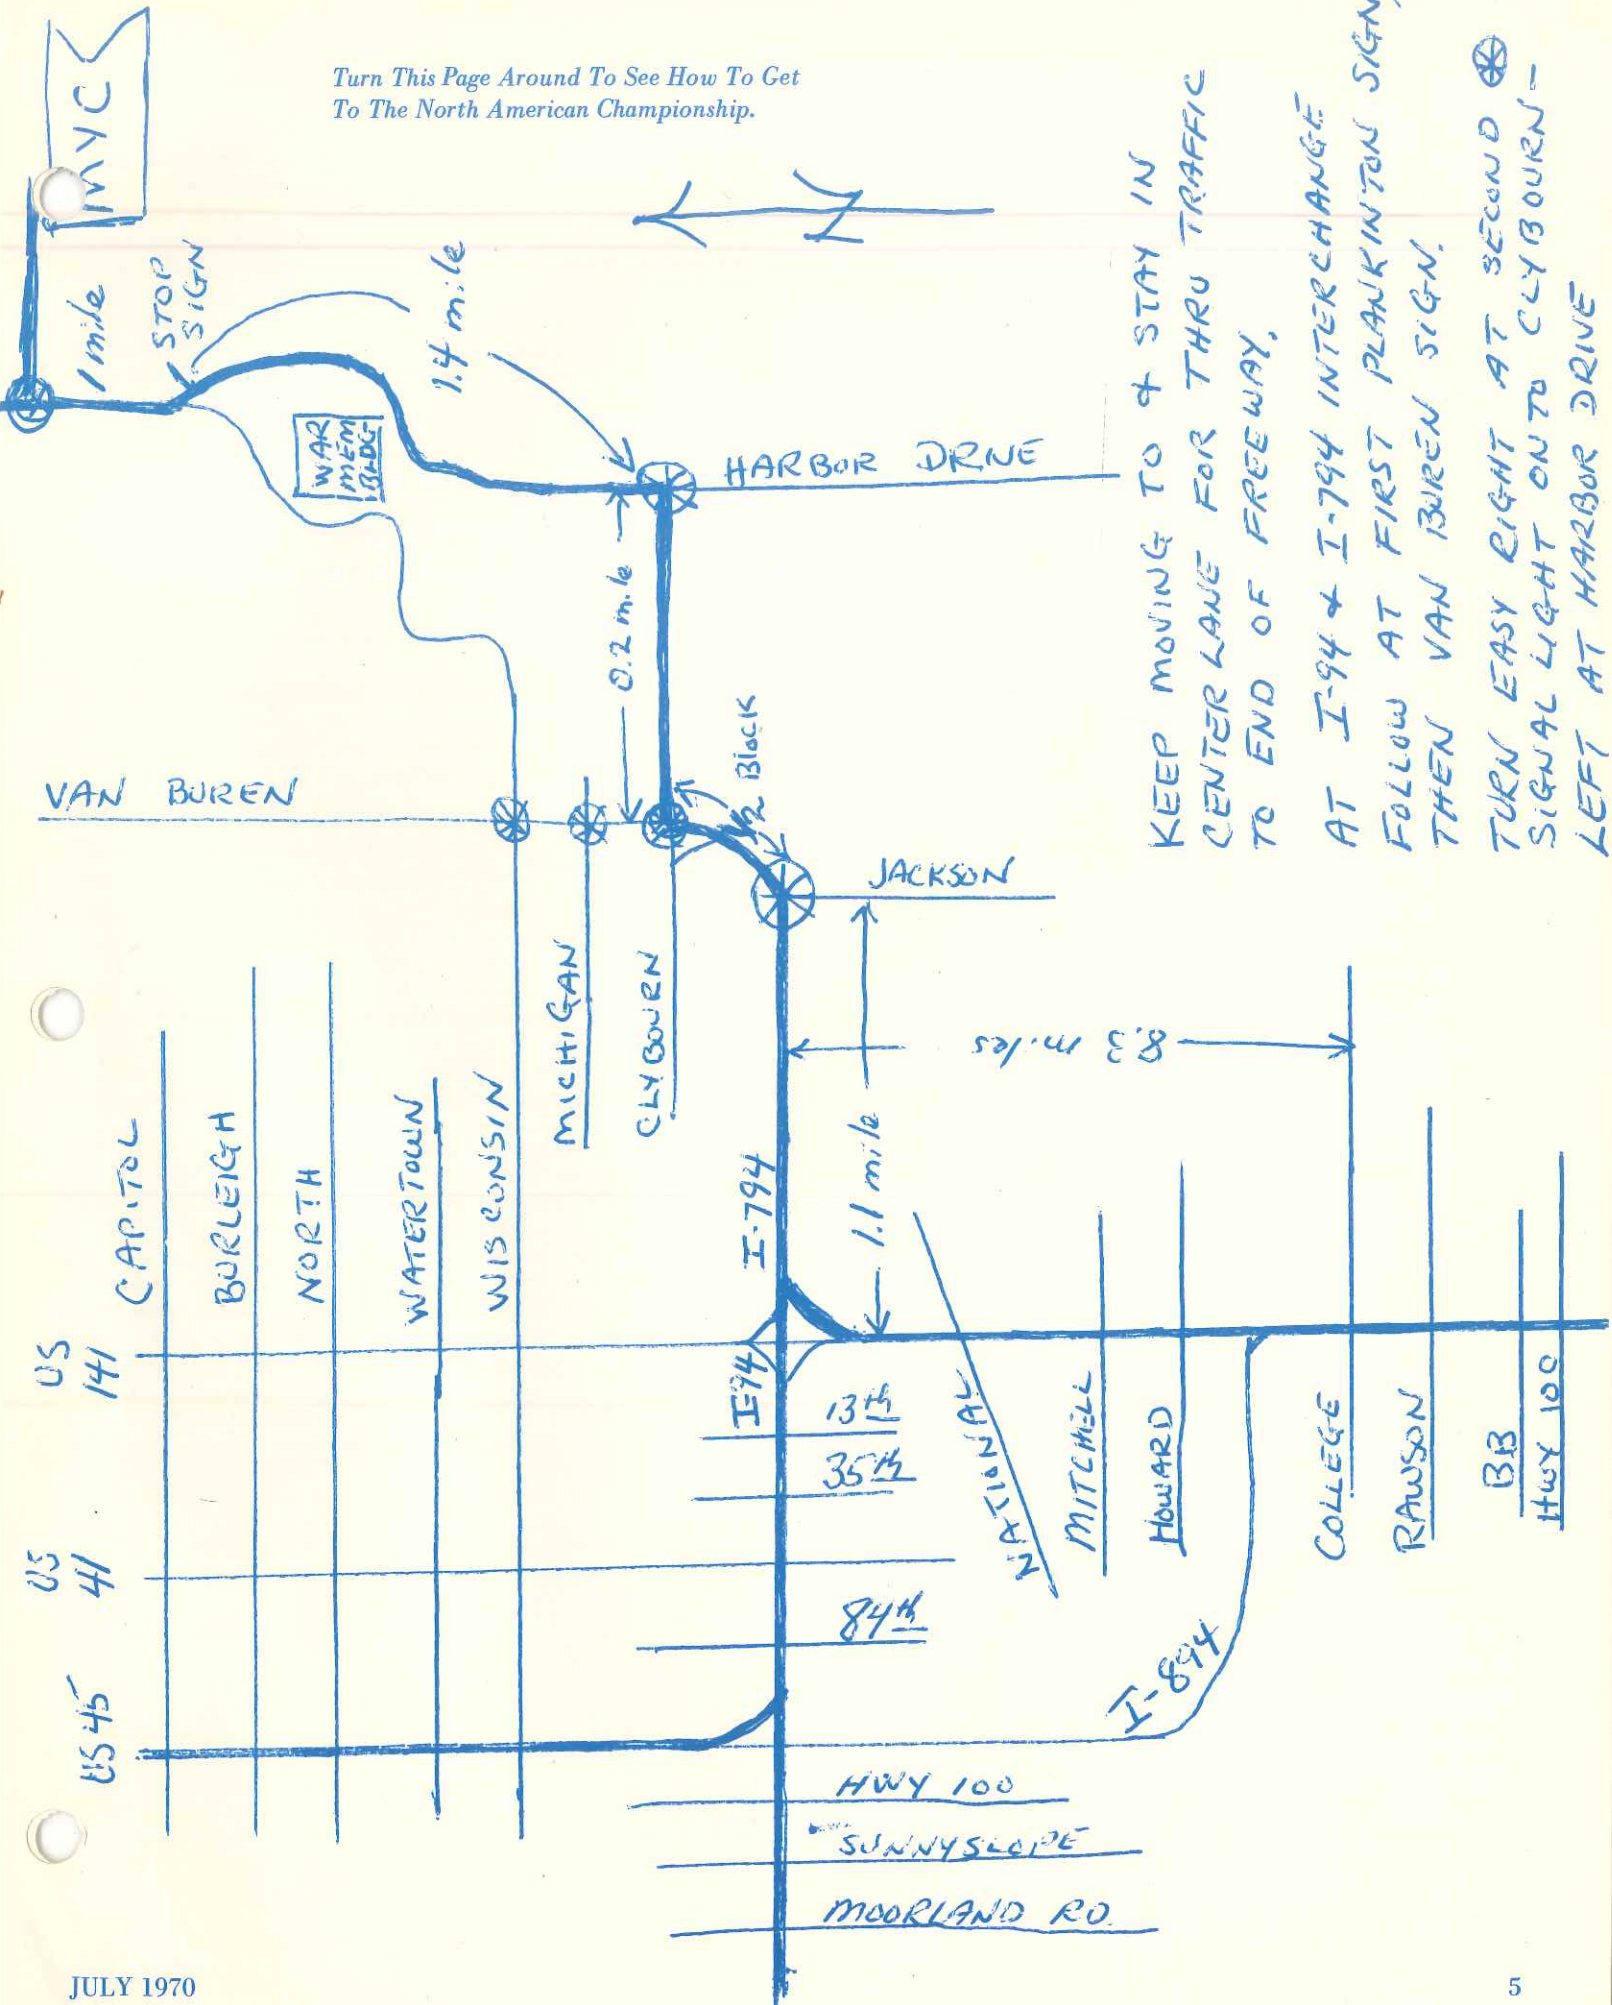 Turn This Page Around To See How To Get
To The North American Championship.
MYC
1 mile
STOP
SIGN
1.4 mile
WAR
MEM
BLDG
HARBOR DRIVE
0.2 mile
1/2 Block
VAN BUREN
JACKSON
MICHIGAN
CLYBOURN
8.3 miles
CAPITOL
BURLEIGH
NORTH
WATERTOWN
WISCONSIN
I-794
1.1 mile
N
US
141
I-94
13th
35th
NATIONAL
MITCHELL
HOWARD
COLLEGE
RAWSON
BB
HWY 100
US
41
84th
US 45
I-894
HWY 100
SUNNYSLOPE
MOORLAND RD.
KEEP MOVING TO & STAY IN
CENTER LANE FOR THRU TRAFFIC
TO END OF FREEWAY.
AT I-94 & I-794 INTERCHANGE
FOLLOW AT FIRST PLANKINTON SIGN,
THEN VAN BUREN SIGN.
TURN EASY RIGHT AT SECOND
SIGNAL LIGHT ONTO CLYBOURN-
LEFT AT HARBOR DRIVE
JULY 1970
5